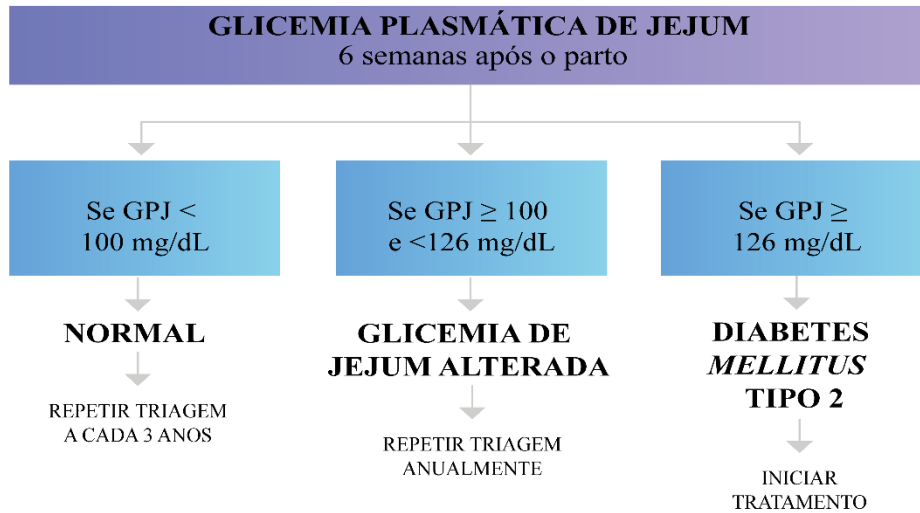 GLICEMIA PLASMÁTICA DE JEJUM
6 semanas após o parto
Se GPJ <
100 mg/dL
Se GPJ ≥ 100
e <126 mg/dL
Se GPJ ≥
126 mg/dL
NORMAL
GLICEMIA DE
JEJUM ALTERADA
DIABETES
MELLITUS
TIPO 2
REPETIR TRIAGEM
A CADA 3 ANOS
REPETIR TRIAGEM
ANUALMENTE
INICIAR
TRATAMENTO